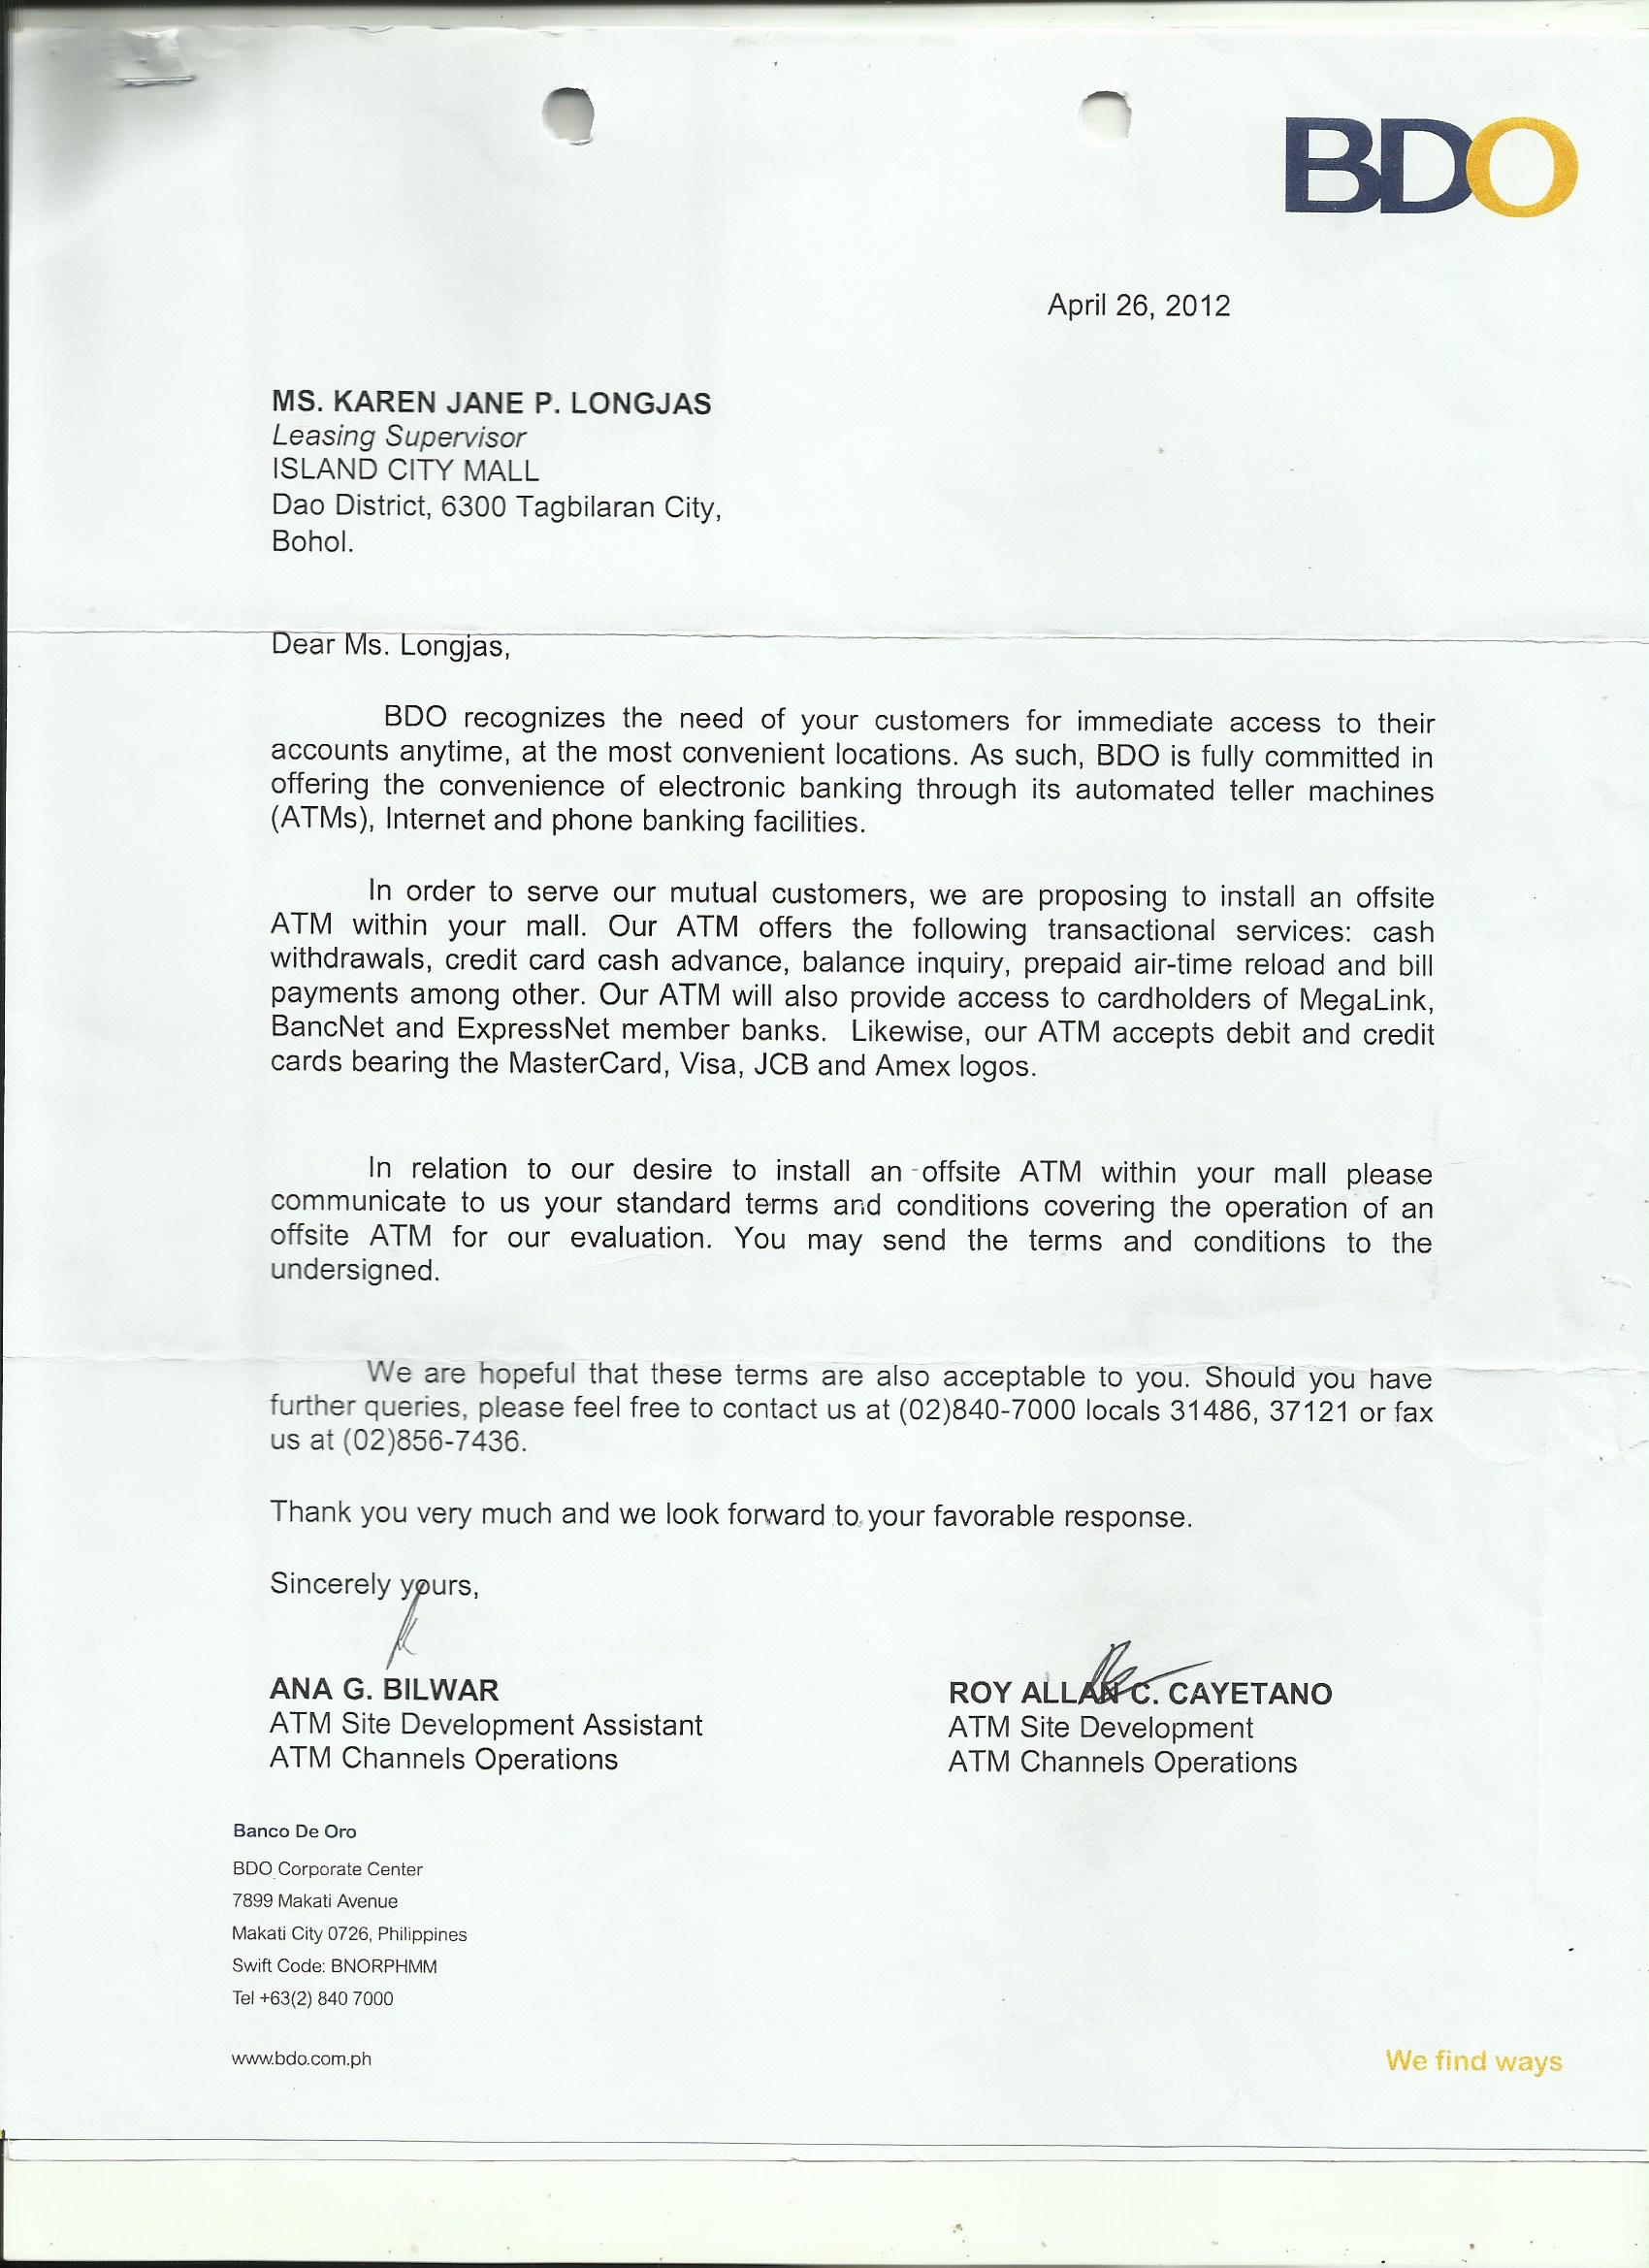 BDO
April 26, 2012
MS. KAREN JANE P. LONGJAS
Leasing Supervisor
ISLAND CITY MALL
Dao District, 6300 Tagbilaran City,
Bohol.
Dear Ms. Longjas,
BDO recognizes the need of your customers for immediate access to their
accounts anytime, at the most convenient locations. As such, BDO is fully committed in
offering the convenience of electronic banking through its automated teller machines
(ATMs), Internet and phone banking facilities.
In order to serve our mutual customers, we are proposing to install an offsite
ATM within your mall. Our ATM offers the following transactional services: cash
withdrawals, credit card cash advance, balance inquiry, prepaid air-time reload and bill
payments among other. Our ATM will also provide access to cardholders of MegaLink,
BancNet and ExpressNet member banks. Likewise, our ATM accepts debit and credit
cards bearing the MasterCard, Visa, JCB and Amex logos.
In relation to our desire to install an offsite ATM within your mall please
communicate to us your standard terms and conditions covering the operation of an
offsite ATM for our evaluation. You may send the terms and conditions to the
undersigned.
We are hopeful that these terms are also acceptable to you. Should you have
further queries, please feel free to contact us at (02)840-7000 locals 31486, 37121 or fax
us at (02)856-7436.
Thank you very much and we look forward to your favorable response.
Sincerely yours,
ANA G. BILWAR
ATM Site Development Assistant
ATM Channels Operations
ROY ALLAN C. CAYETANO
ATM Site Development
ATM Channels Operations
Banco De Oro
BDO Corporate Center
7899 Makati Avenue
Makati City 0726, Philippines
Swift Code: BNORPHMM
Tel +63(2) 840 7000
www.bdo.com.ph
We find ways